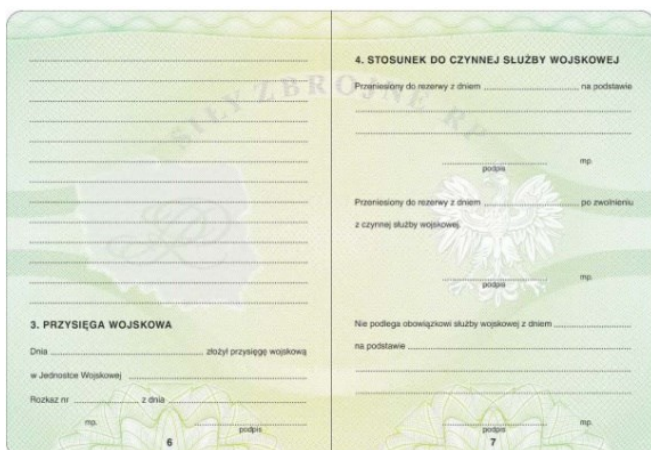 SIŁY ZBROJNE RP
3. PRZYSIĘGA WOJSKOWA
Dnia ........ złożył przysięgę wojskową
w Jednostce Wojskowej ........
Rozkaz nr ........ z dnia ........
mp. ........
podpis
6
4. STOSUNEK DO CZYNNEJ SŁUŻBY WOJSKOWEJ
Przeniesiony do rezerwy z dniem ........ na podstawie
........ mp.
podpis
Przeniesiony do rezerwy z dniem ........ po zwolnieniu
z czynnej służby wojskowej.
........ mp.
podpis
Nie podlega obowiązkowi służby wojskowej z dniem ........
na podstawie ........
........ mp.
podpis
7